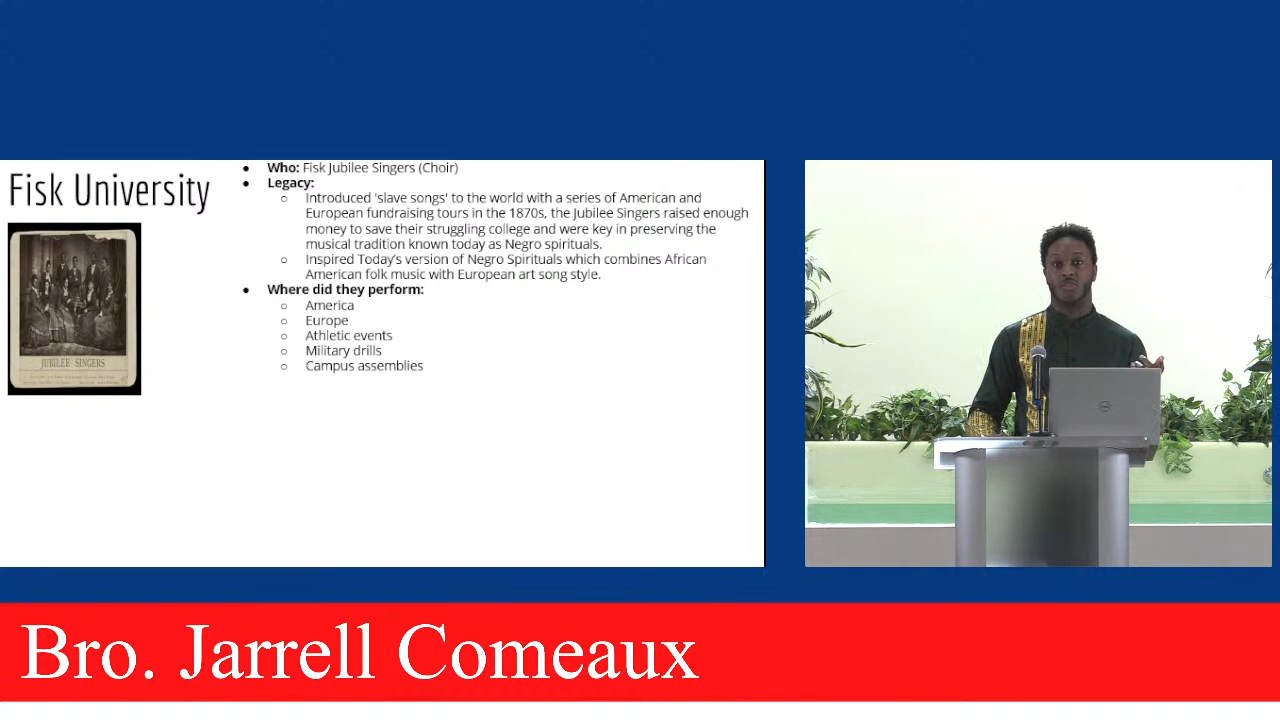 Fisk University
JUBILEE SINGERS
● Who: Fisk Jubilee Singers (Choir)
● Legacy:
○ Introduced 'slave songs' to the world with a series of American and
European fundraising tours in the 1870s, the Jubilee Singers raised enough
money to save their struggling college and were key in preserving the
musical tradition known today as Negro spirituals.
○ Inspired Today's version of Negro Spirituals which combines African
American folk music with European art song style.
● Where did they perform:
○ America
○ Europe
○ Athletic events
○ Military drills
○ Campus assemblies
DELL
Bro. Jarrell Comeaux